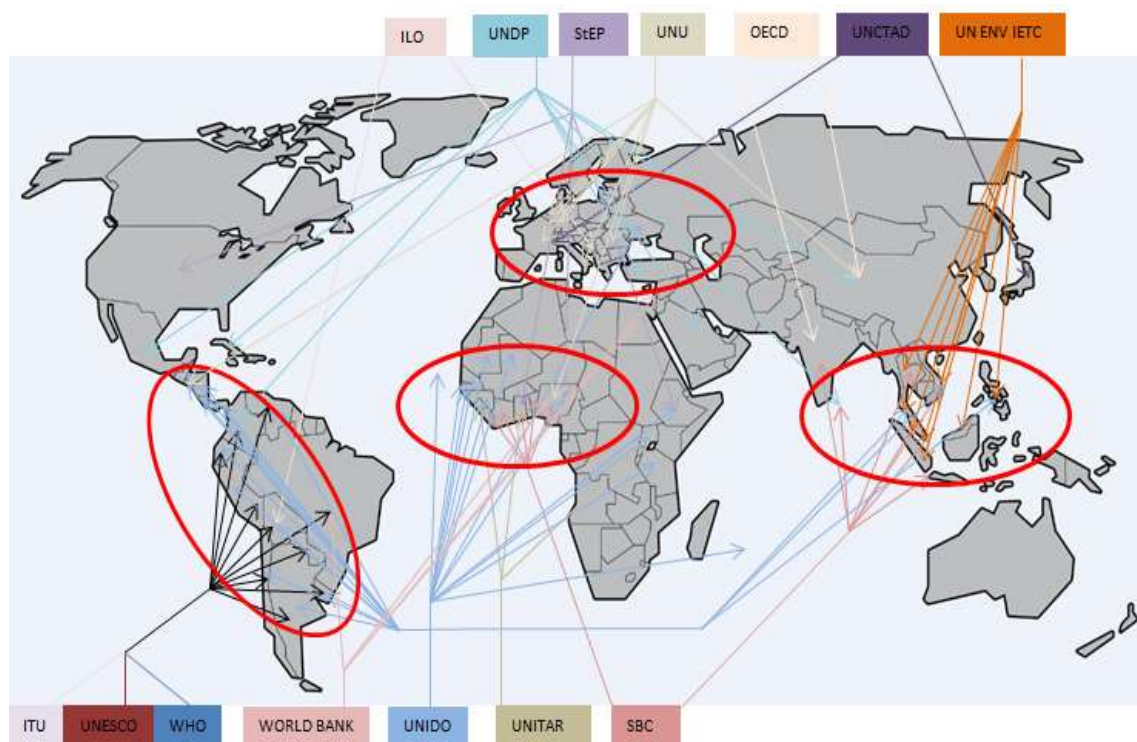 ILO
UNDP
StEP
UNU
OECD
UNCTAD
UN ENV IETC
ITU
UNESCO
WHO
WORLD BANK
UNIDO
UNITAR
SBC